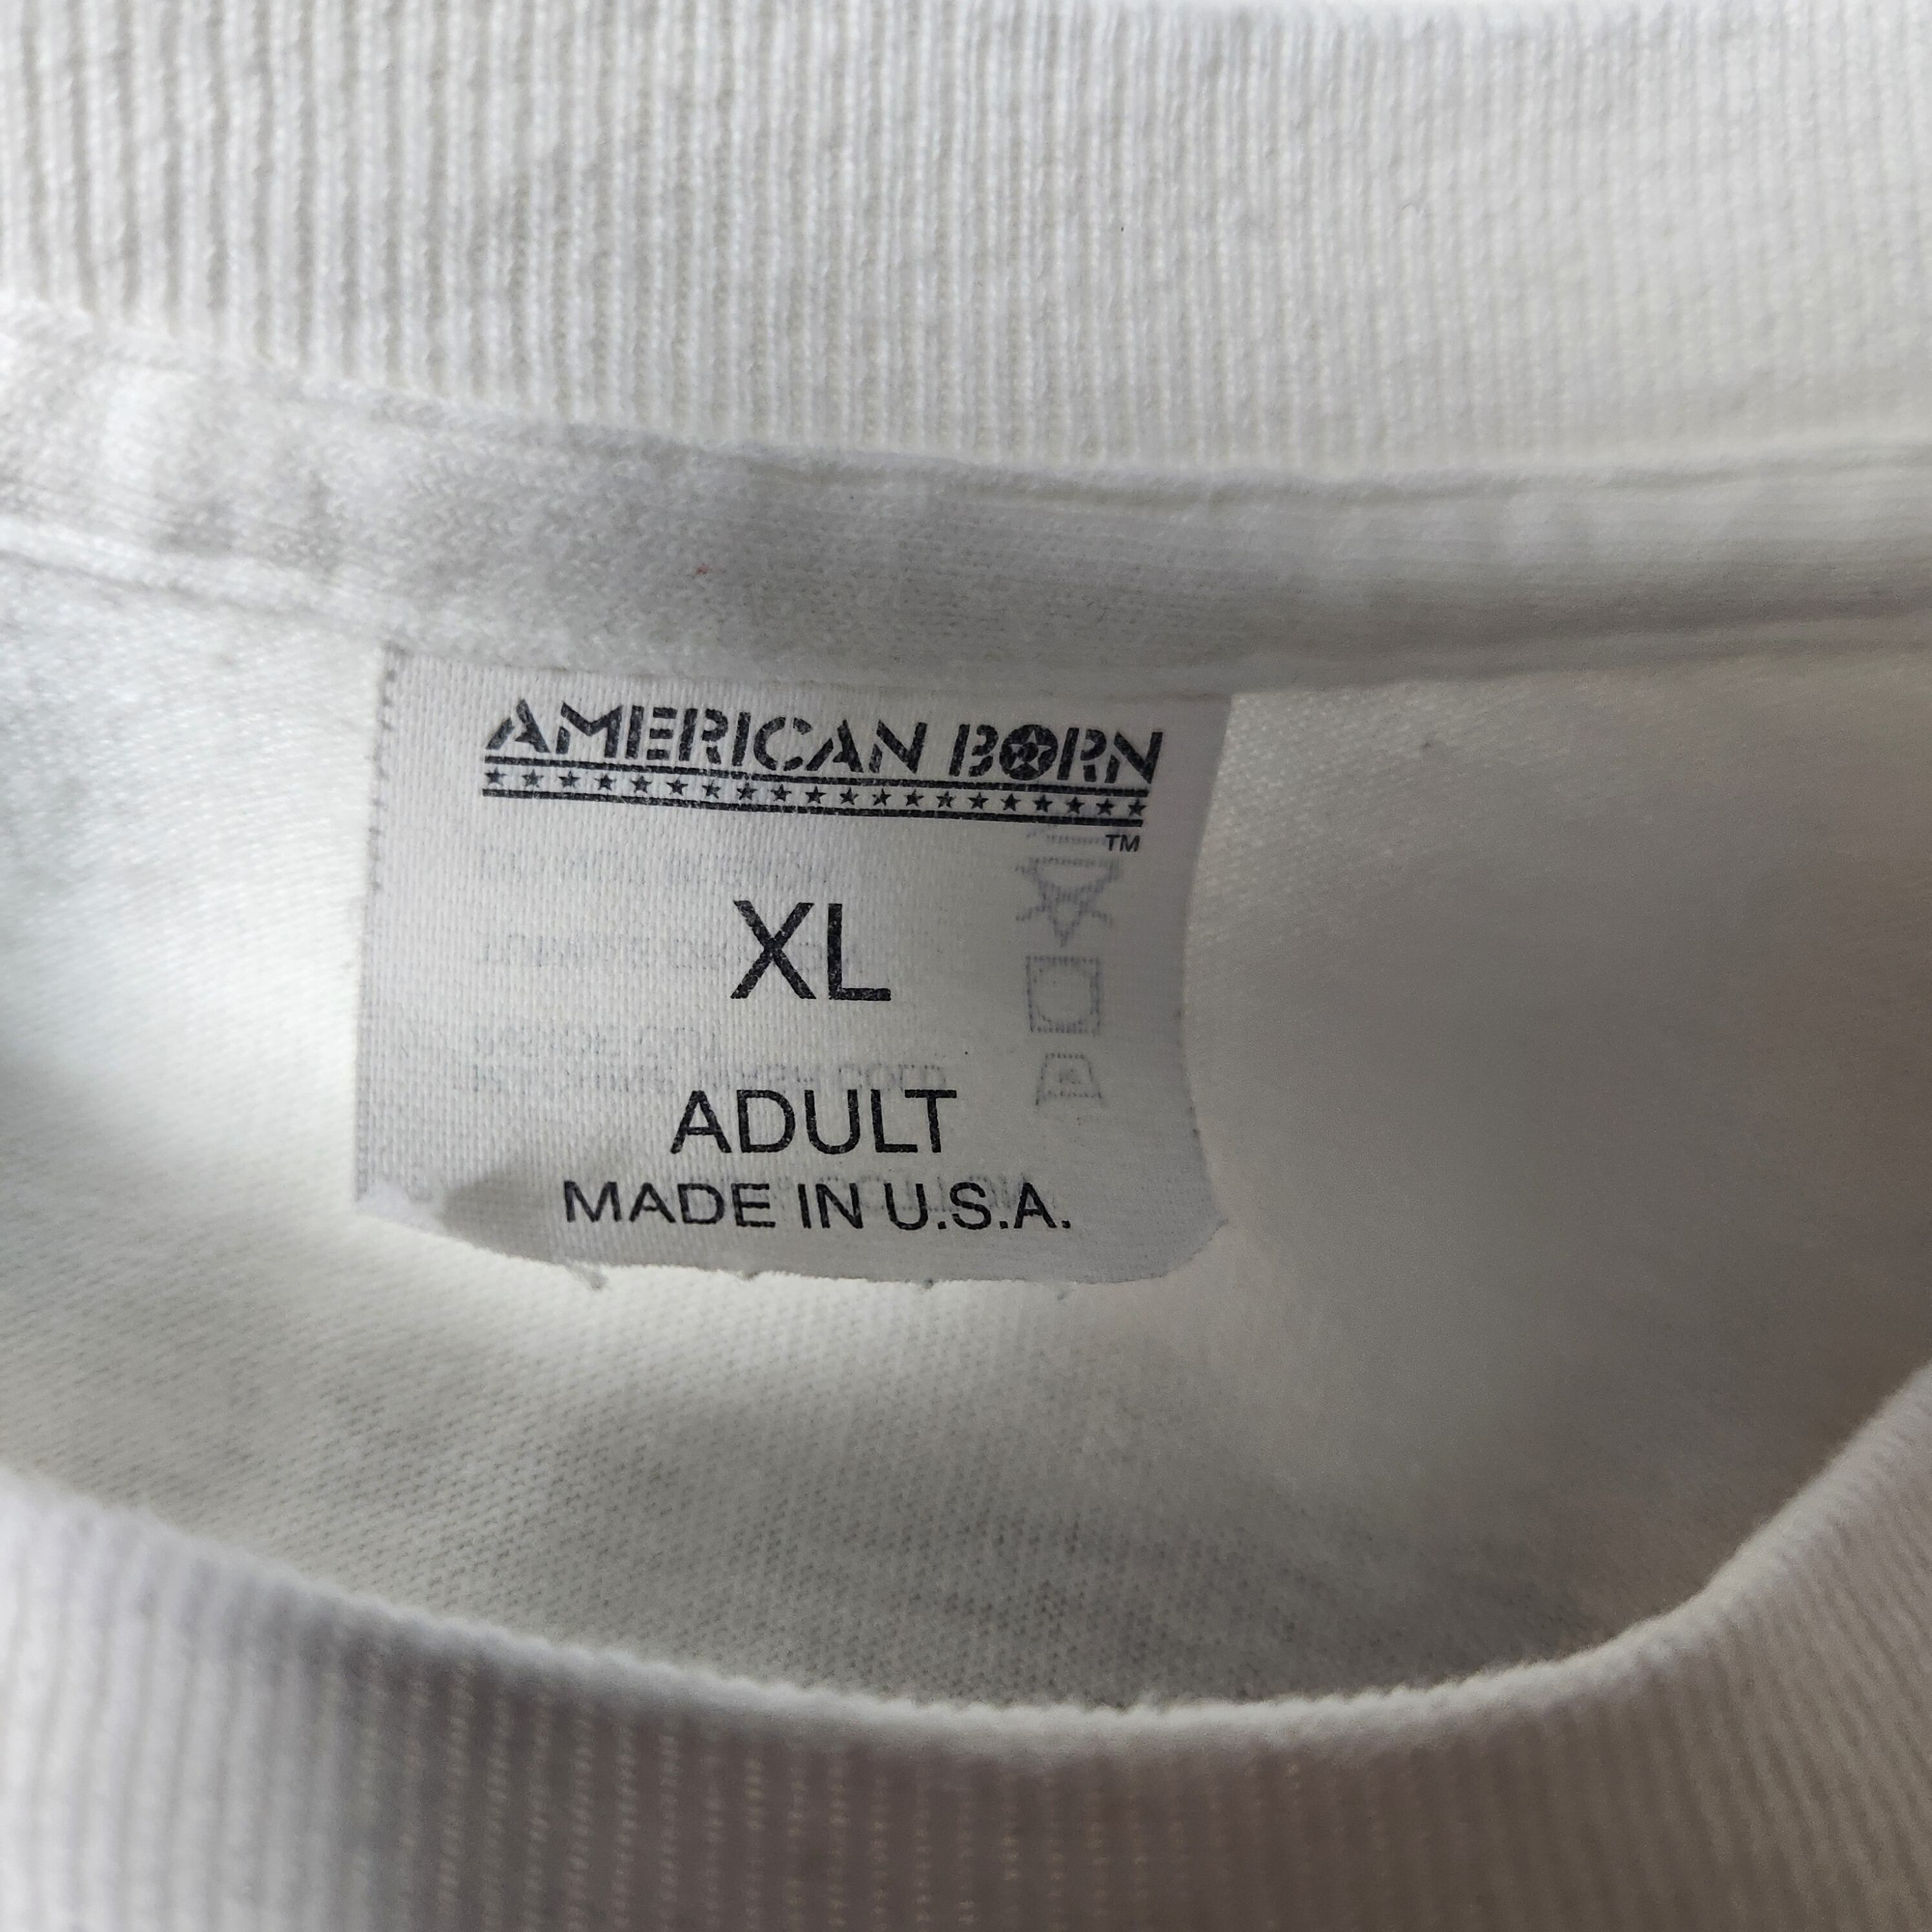 AMERICAN BORN
TM
XL
ADULT
MADE IN U.S.A.